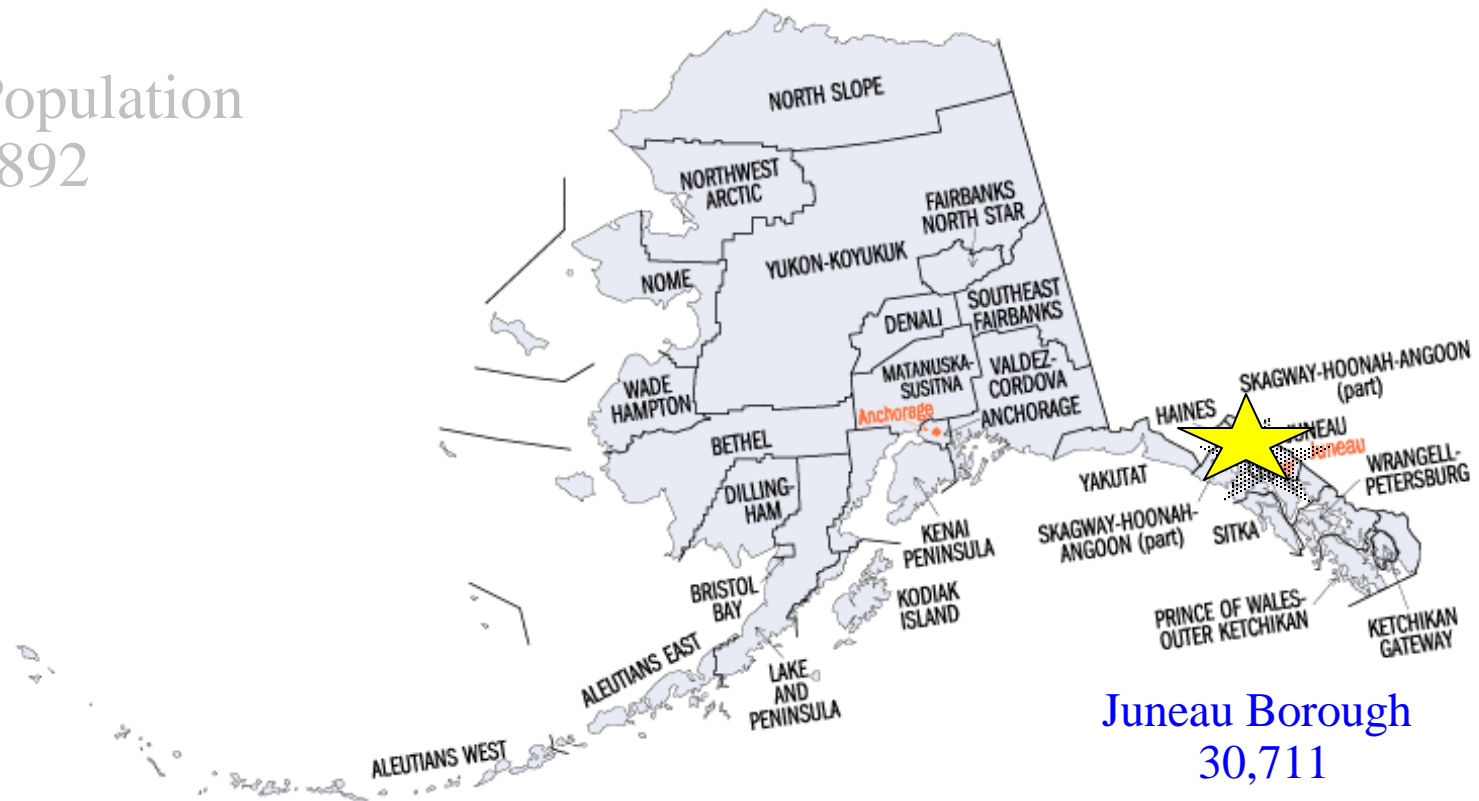 opulation
892
NORTH SLOPE
NORTHWEST
ARCTIC
FAIRBANKS
NORTH STAR
YUKON-KOYUKUK
NOME
SOUTHEAST
FAIRBANKS
DENALI
MATANUSKA-
SUSITNA
VALDEZ-
CORDOVA
WADE
HAMPTON
Anchorage
ANCHORAGE
BETHEL
SKAGWAY-HOONAH-ANGOON
(part)
HAINES
JUNEAU
Juneau
WRANGELL-
PETERSBURG
YAKUTAT
DILLING-
HAM
SKAGWAY-HOONAH-
ANGOON (part)
SITKA
KENAI
PENINSULA
BRISTOL
BAY
KODIAK
ISLAND
PRINCE OF WALES-
OUTER KETCHIKAN
KETCHIKAN
GATEWAY
ALEUTIANS EAST
LAKE
AND
PENINSULA
ALEUTIANS WEST
Juneau Borough
30,711